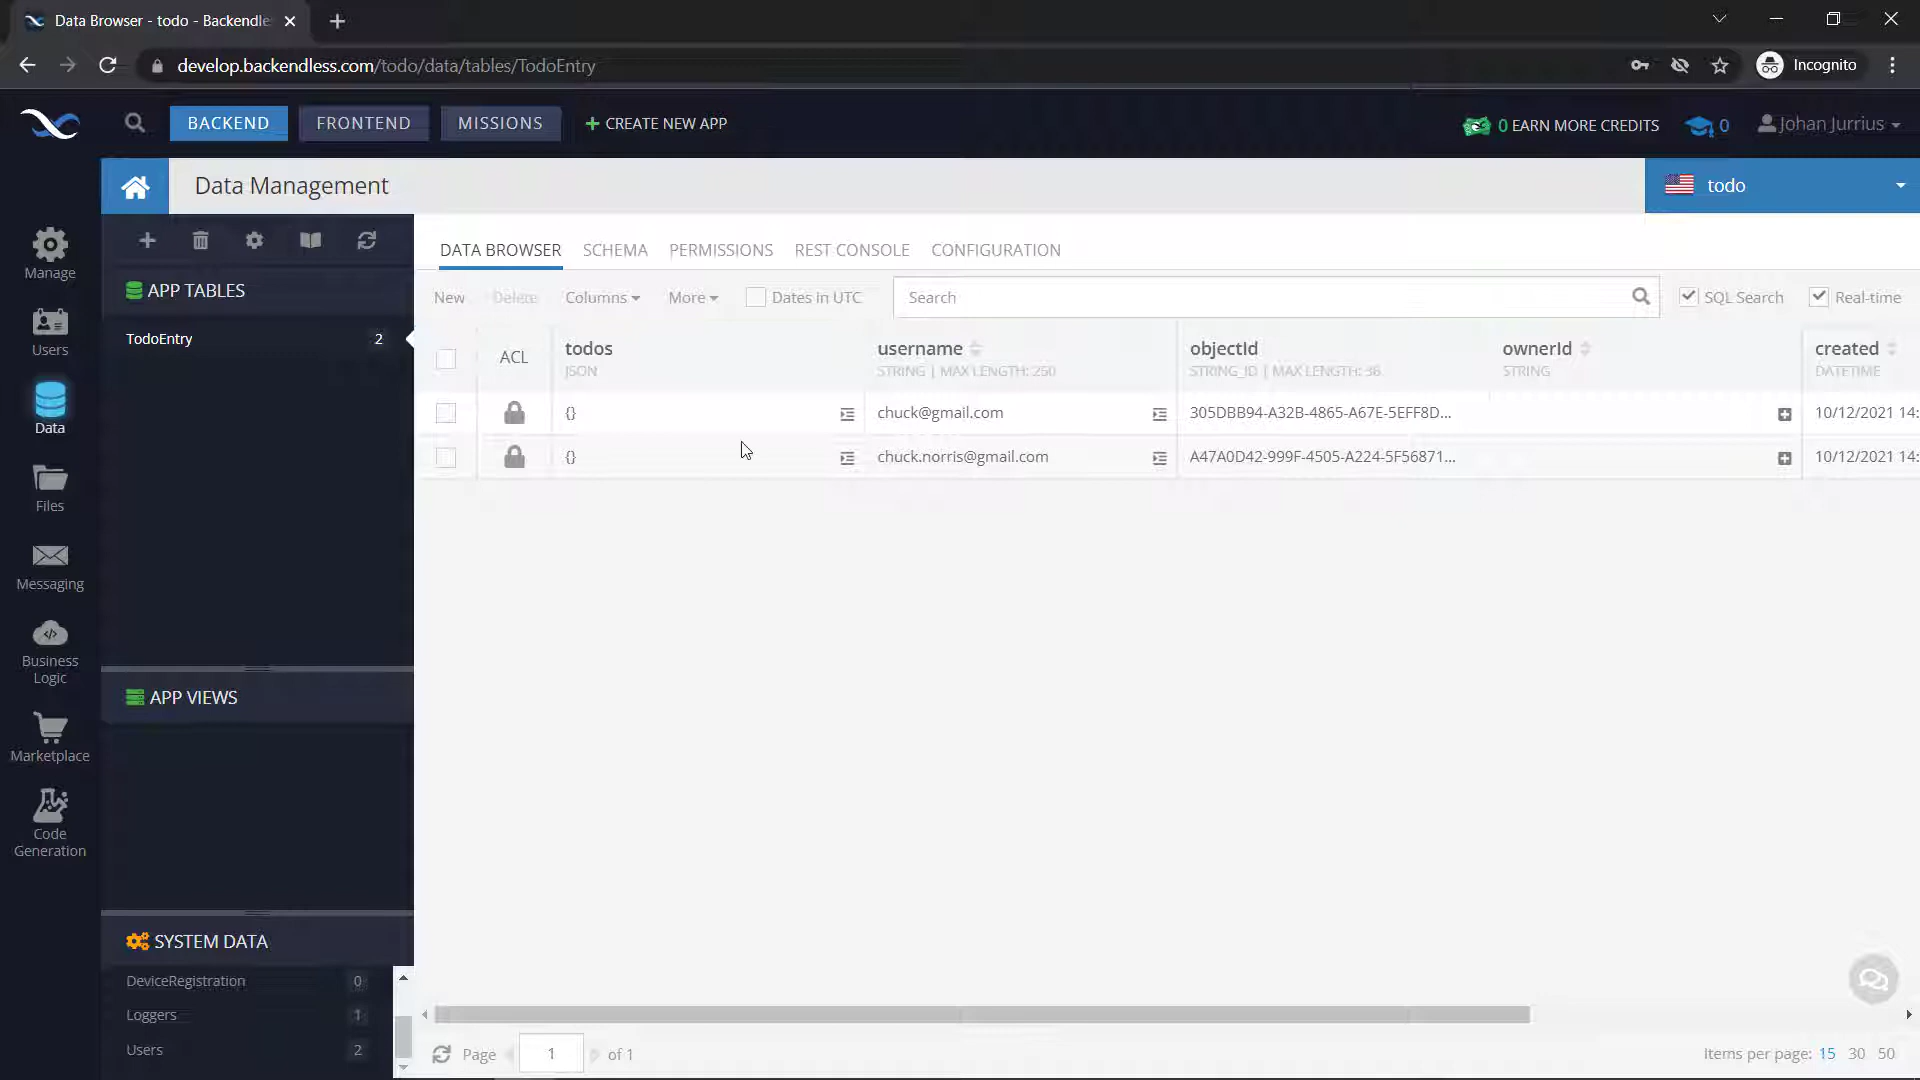 Data Browser - todo - Backendle
develop.backendless.com/todo/data/tables/TodoEntry
Incognito
BACKEND
FRONTEND
MISSIONS
CREATE NEW APP
0 EARN MORE CREDITS
0
Johan Jurrius
Data Management
todo
Manage
Users
Data
Files
Messaging
Business
Logic
Marketplace
Code
Generation
APP TABLES
TodoEntry 2
APP VIEWS
SYSTEM DATA
DeviceRegistration 0
Loggers 1
Users 2
DATA BROWSER SCHEMA PERMISSIONS REST CONSOLE CONFIGURATION
New Delete Columns More Dates in UTC Search SQL Search Real-time
ACL todos username objectId ownerId created
JSON STRING | MAX LENGTH: 250 STRING_ID | MAX LENGTH: 36 STRING DATETIME
{} chuck@gmail.com 305DBB94-A32B-4865-A67E-5EFF8D... 10/12/2021 14:
{} chuck.norris@gmail.com A47A0D42-999F-4505-A224-5F56871... 10/12/2021 14:
Page 1 of 1
Items per page: 15 30 50